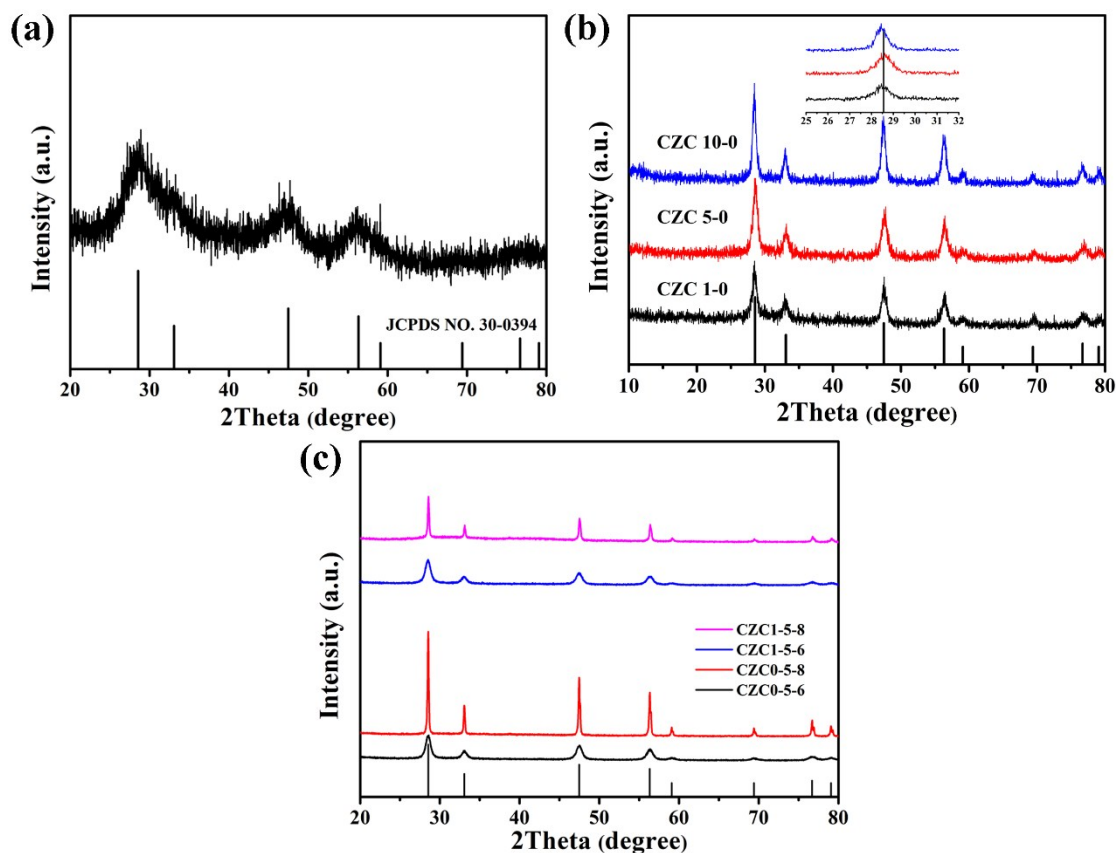 (a)
Intensity (a.u.)
JCPDS NO. 30-0394
20 30 40 50 60 70 80
2Theta (degree)
(b)
Intensity (a.u.)
25 26 27 28 29 30 31 32
CZC 10-0
CZC 5-0
CZC 1-0
10 20 30 40 50 60 70 80
2Theta (degree)
(c)
Intensity (a.u.)
CZC1-5-8
CZC1-5-6
CZC0-5-8
CZC0-5-6
20 30 40 50 60 70 80
2Theta (degree)